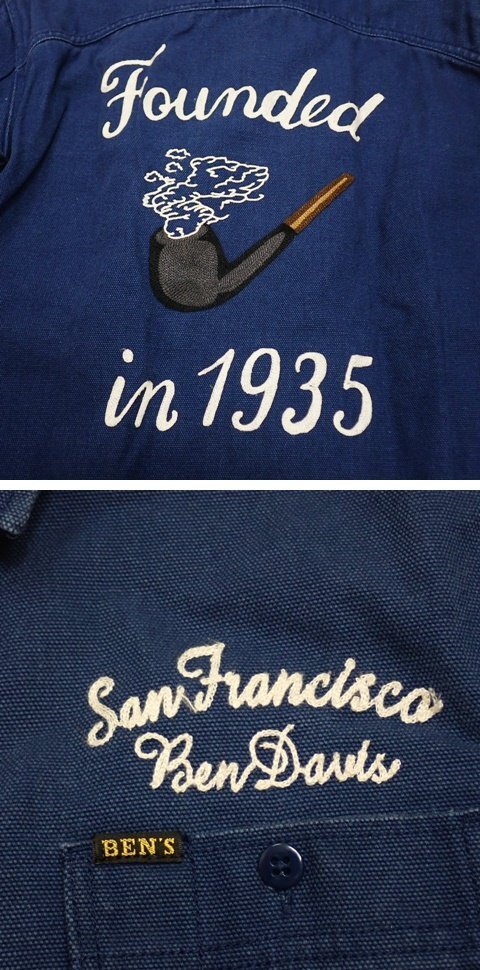 Founded
in 1935
San Francisco
Ben Davis
BEN'S